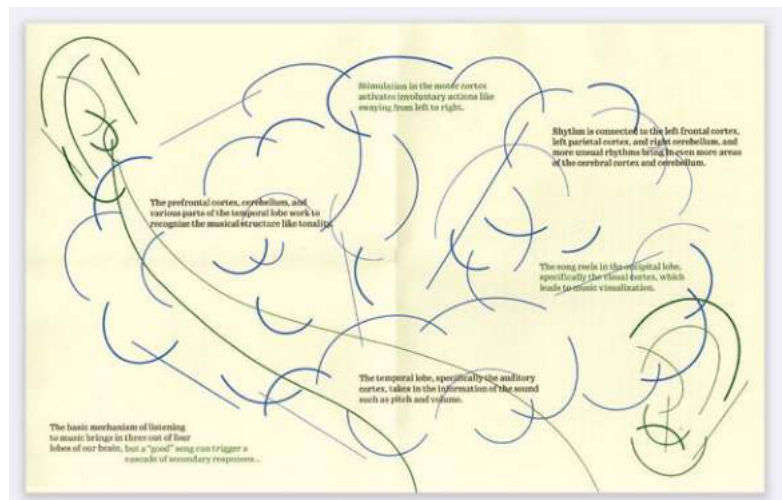 Stimulation in the motor cortex
activates involuntary actions like
swaying from left to right.
Rhythm is connected to the left frontal cortex,
left parietal cortex, and right cerebellum, and
more unusual rhythms bring in even more areas
of the cerebral cortex and cerebellum.
The prefrontal cortex, cerebellum, and
various parts of the temporal lobe work to
recognize the musical structure like tonality.
The song reels in the occipital lobe,
specifically the visual cortex, which
leads to music visualization.
The temporal lobe, specifically the auditory
cortex, takes in the information of the sound
such as pitch and volume.
The basic mechanism of listening
to music brings in three out of four
lobes of our brain, but a "good" song can trigger a
cascade of secondary responses...